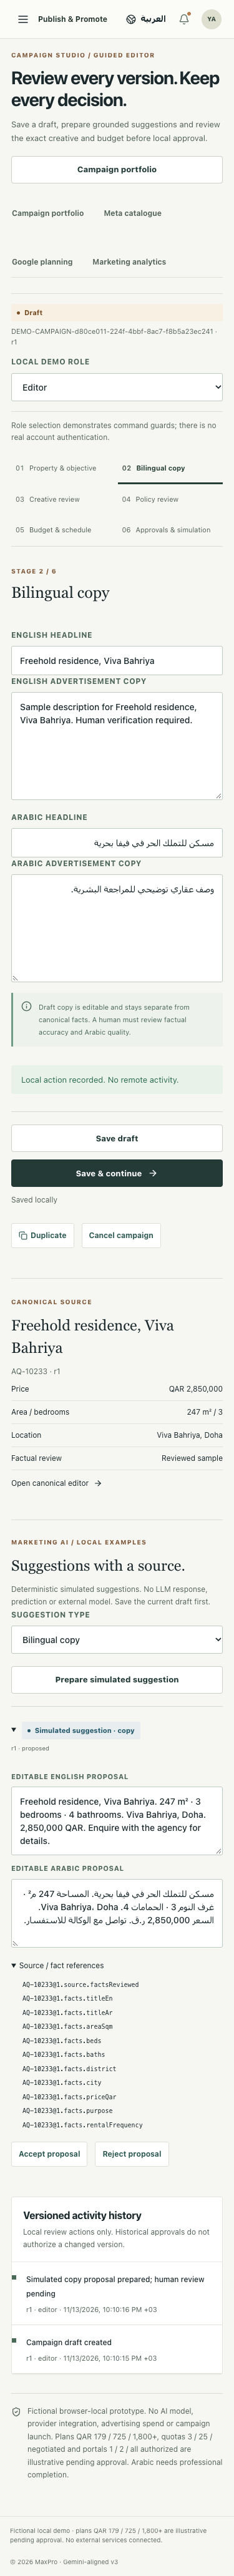 Publish & Promote
العربية
YA
CAMPAIGN STUDIO / GUIDED EDITOR
Review every version. Keep
every decision.
Save a draft, prepare grounded suggestions and review
the exact creative and budget before local approval.
Campaign portfolio
Campaign portfolio Meta catalogue
Google planning Marketing analytics
Draft
DEMO-CAMPAIGN-d80ce011-224f-4bbf-8ac7-f8b5a23ec241 ·
r1
LOCAL DEMO ROLE
Editor
Role selection demonstrates command guards; there is no
real account authentication.
01 Property & objective 02 Bilingual copy
03 Creative review 04 Policy review
05 Budget & schedule 06 Approvals & simulation
STAGE 2 / 6
Bilingual copy
ENGLISH HEADLINE
Freehold residence, Viva Bahriya
ENGLISH ADVERTISEMENT COPY
Sample description for Freehold residence,
Viva Bahriya. Human verification required.
ARABIC HEADLINE
مسكن للتملك الحر في فيفا بحرية
ARABIC ADVERTISEMENT COPY
وصف عقاري توضيحي للمراجعة البشرية.
Draft copy is editable and stays separate from
canonical facts. A human must review factual
accuracy and Arabic quality.
Local action recorded. No remote activity.
Save draft
Save & continue
Saved locally
Duplicate Cancel campaign
CANONICAL SOURCE
Freehold residence, Viva
Bahriya
AQ-10233 · r1
Price QAR 2,850,000
Area / bedrooms 247 m² / 3
Location Viva Bahriya, Doha
Factual review Reviewed sample
Open canonical editor
MARKETING AI / LOCAL EXAMPLES
Suggestions with a source.
Deterministic simulated suggestions. No LLM response,
prediction or external model. Save the current draft first.
SUGGESTION TYPE
Bilingual copy
Prepare simulated suggestion
Simulated suggestion · copy
r1 · proposed
EDITABLE ENGLISH PROPOSAL
Freehold residence, Viva Bahriya. 247 m² · 3
bedrooms · 4 bathrooms. Viva Bahriya, Doha.
2,850,000 QAR. Enquire with the agency for
details.
EDITABLE ARABIC PROPOSAL
مسكن للتملك الحر في فيفا بحرية. المساحة 247 م² ·
غرف النوم 3 · الحمامات 4. Viva Bahriya، Doha.
السعر 2,850,000 ر.ق. تواصل مع الوكالة للاستفسار.
Source / fact references
AQ-10233@1.source.factsReviewed
AQ-10233@1.facts.titleEn
AQ-10233@1.facts.titleAr
AQ-10233@1.facts.areaSqm
AQ-10233@1.facts.beds
AQ-10233@1.facts.baths
AQ-10233@1.facts.district
AQ-10233@1.facts.city
AQ-10233@1.facts.priceQar
AQ-10233@1.facts.purpose
AQ-10233@1.facts.rentalFrequency
Accept proposal Reject proposal
Versioned activity history
Local review actions only. Historical approvals do not
authorize a changed version.
Simulated copy proposal prepared; human review
pending
r1 · editor · 11/13/2026, 10:10:16 PM +03
Campaign draft created
r1 · editor · 11/13/2026, 10:10:15 PM +03
Fictional browser-local prototype. No AI model,
provider integration, advertising spend or campaign
launch. Plans QAR 179 / 725 / 1,800+, quotas 3 / 25 /
negotiated and portals 1 / 2 / all authorized are
illustrative pending approval. Arabic needs professional
completion.
Fictional local demo · plans QAR 179 / 725 / 1,800+ are illustrative
pending approval. No external services connected.
© 2026 MaxPro · Gemini-aligned v3